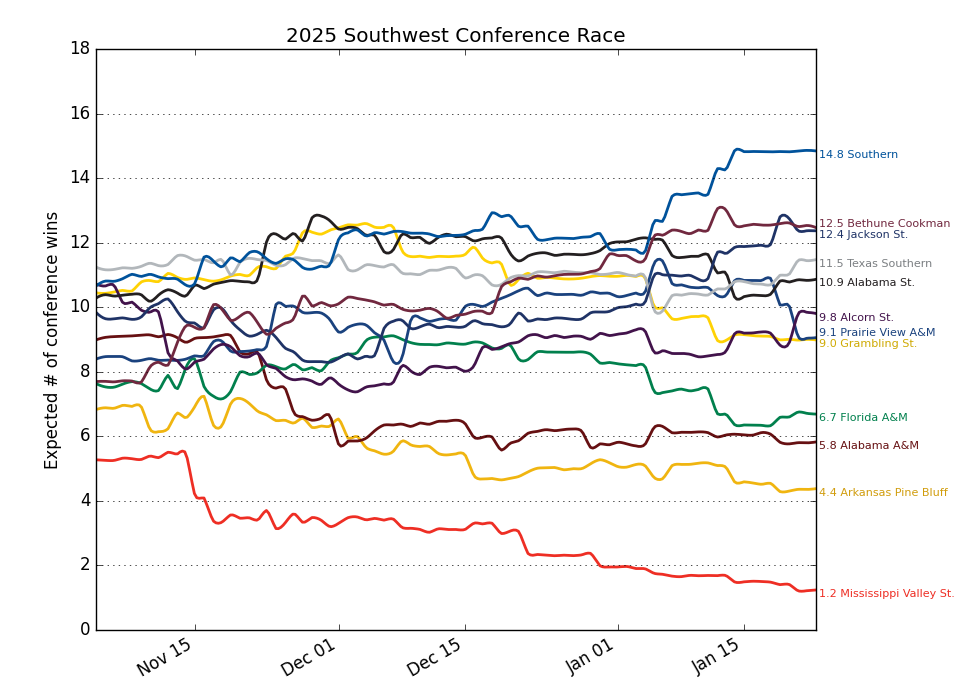 2025 Southwest Conference Race
Expected # of conference wins
18
16
14
12
10
8
6
4
2
0
Nov 15
Dec 01
Dec 15
Jan 01
Jan 15
14.8 Southern
12.5 Bethune Cookman
12.4 Jackson St.
11.5 Texas Southern
10.9 Alabama St.
9.8 Alcorn St.
9.1 Prairie View A&M
9.0 Grambling St.
6.7 Florida A&M
5.8 Alabama A&M
4.4 Arkansas Pine Bluff
1.2 Mississippi Valley St.